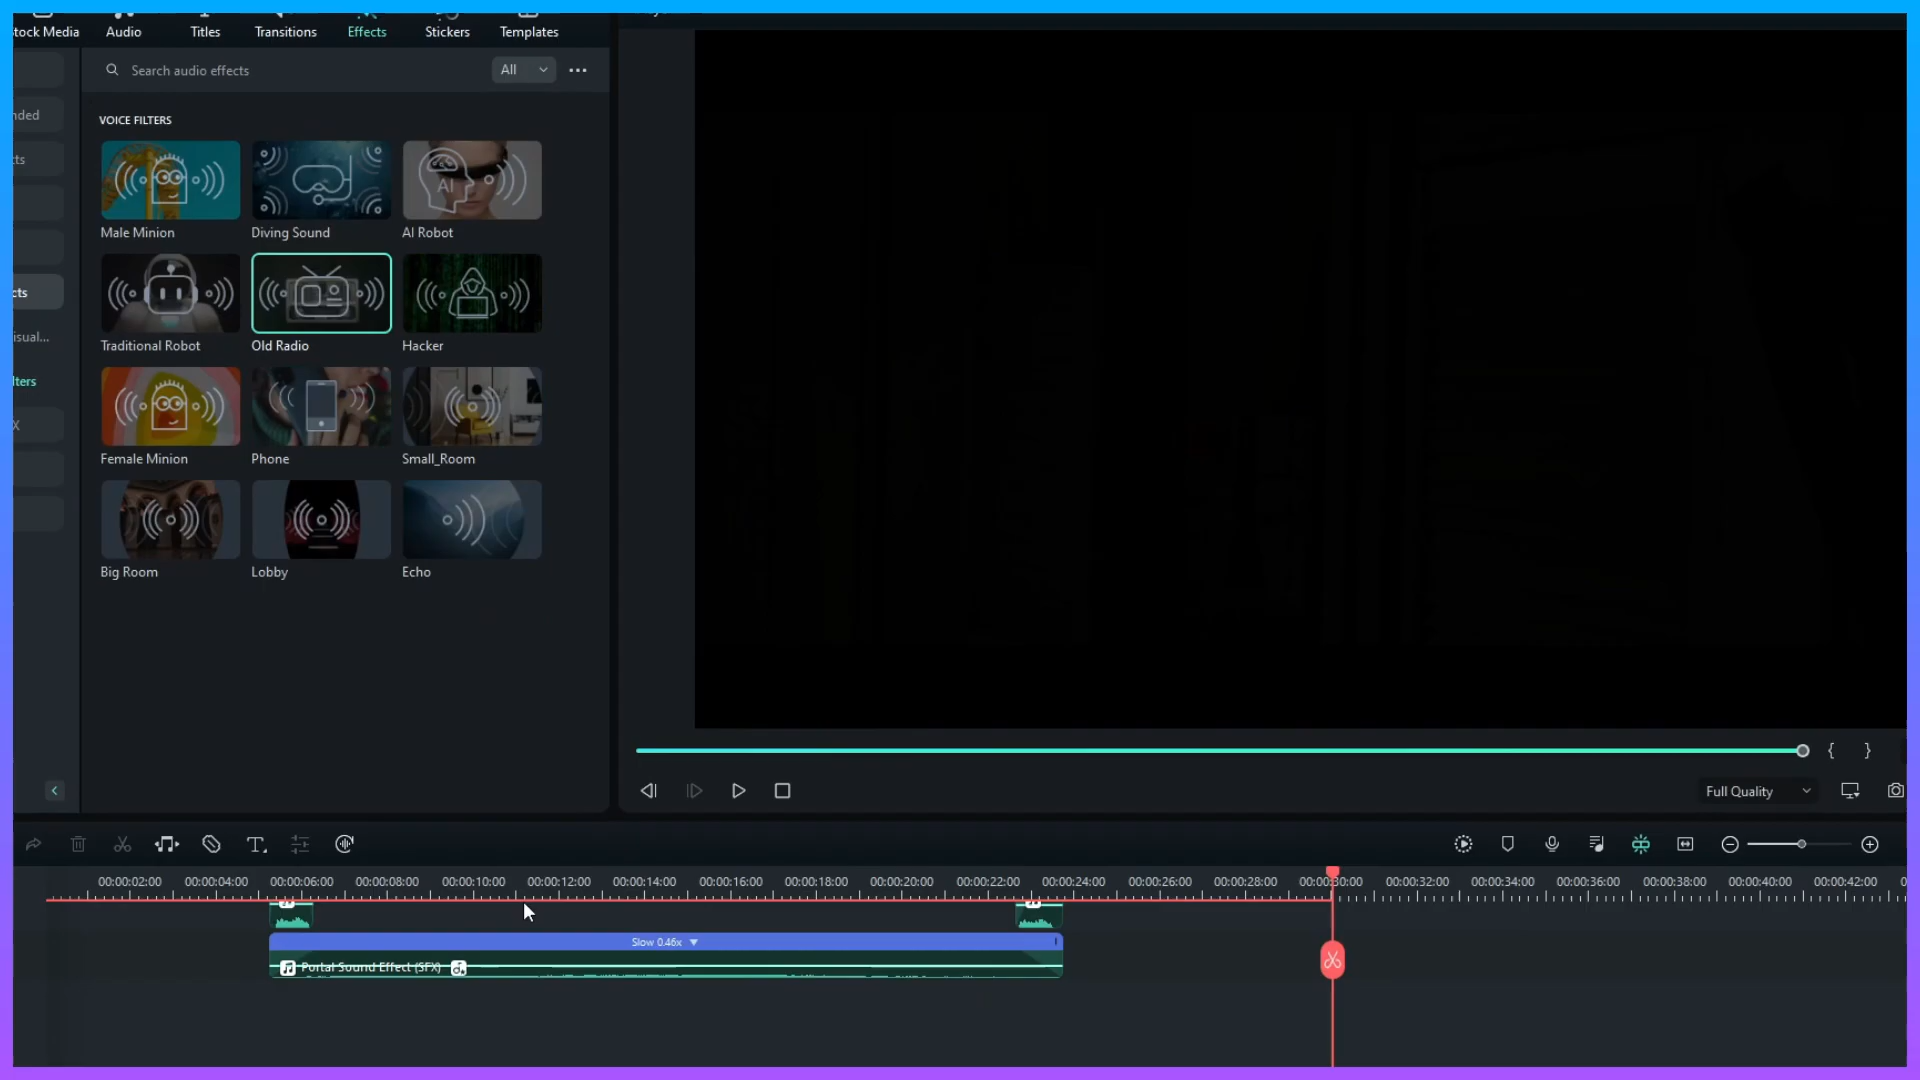 tock Media Audio Titles Transitions Effects Stickers Templates
Search audio effects All
nded
VOICE FILTERS
cts
AI
Male Minion Diving Sound AI Robot
cts
isual...
Traditional Robot Old Radio Hacker
lters
X
Female Minion Phone Small_Room
Big Room Lobby Echo
{ }
Full Quality
00:00:02:00 00:00:04:00 00:00:06:00 00:00:08:00 00:00:10:00 00:00:12:00 00:00:14:00 00:00:16:00 00:00:18:00 00:00:20:00 00:00:22:00 00:00:24:00 00:00:26:00 00:00:28:00 00:00:30:00 00:00:32:00 00:00:34:00 00:00:36:00 00:00:38:00 00:00:40:00 00:00:42:00 0
Slow 0.46x
Portal Sound Effect (SFX)